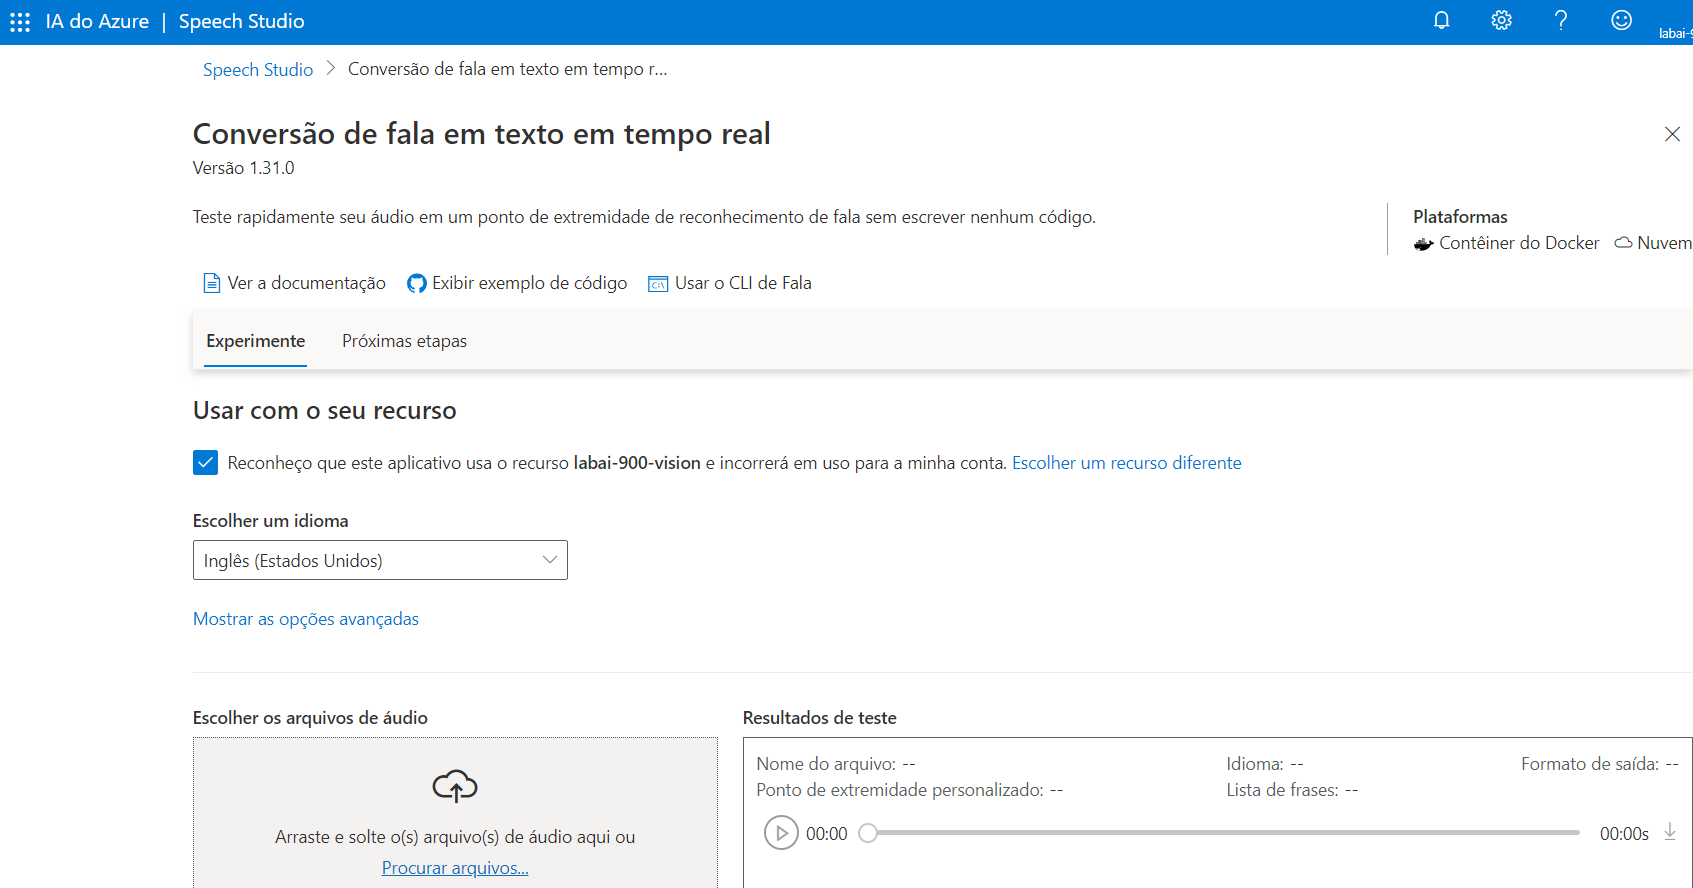 IA do Azure | Speech Studio
labai-9
Speech Studio > Conversão de fala em texto em tempo r...
Conversão de fala em texto em tempo real
Versão 1.31.0
Teste rapidamente seu áudio em um ponto de extremidade de reconhecimento de fala sem escrever nenhum código.
Plataformas
Contêiner do Docker Nuvem
Ver a documentação Exibir exemplo de código Usar o CLI de Fala
Experimente Próximas etapas
Usar com o seu recurso
Reconheço que este aplicativo usa o recurso labai-900-vision e incorrerá em uso para a minha conta. Escolher um recurso diferente
Escolher um idioma
Inglês (Estados Unidos)
Mostrar as opções avançadas
Escolher os arquivos de áudio
Arraste e solte o(s) arquivo(s) de áudio aqui ou
Procurar arquivos...
Resultados de teste
Nome do arquivo: -- Idioma: -- Formato de saída: --
Ponto de extremidade personalizado: -- Lista de frases: --
00:00 00:00s